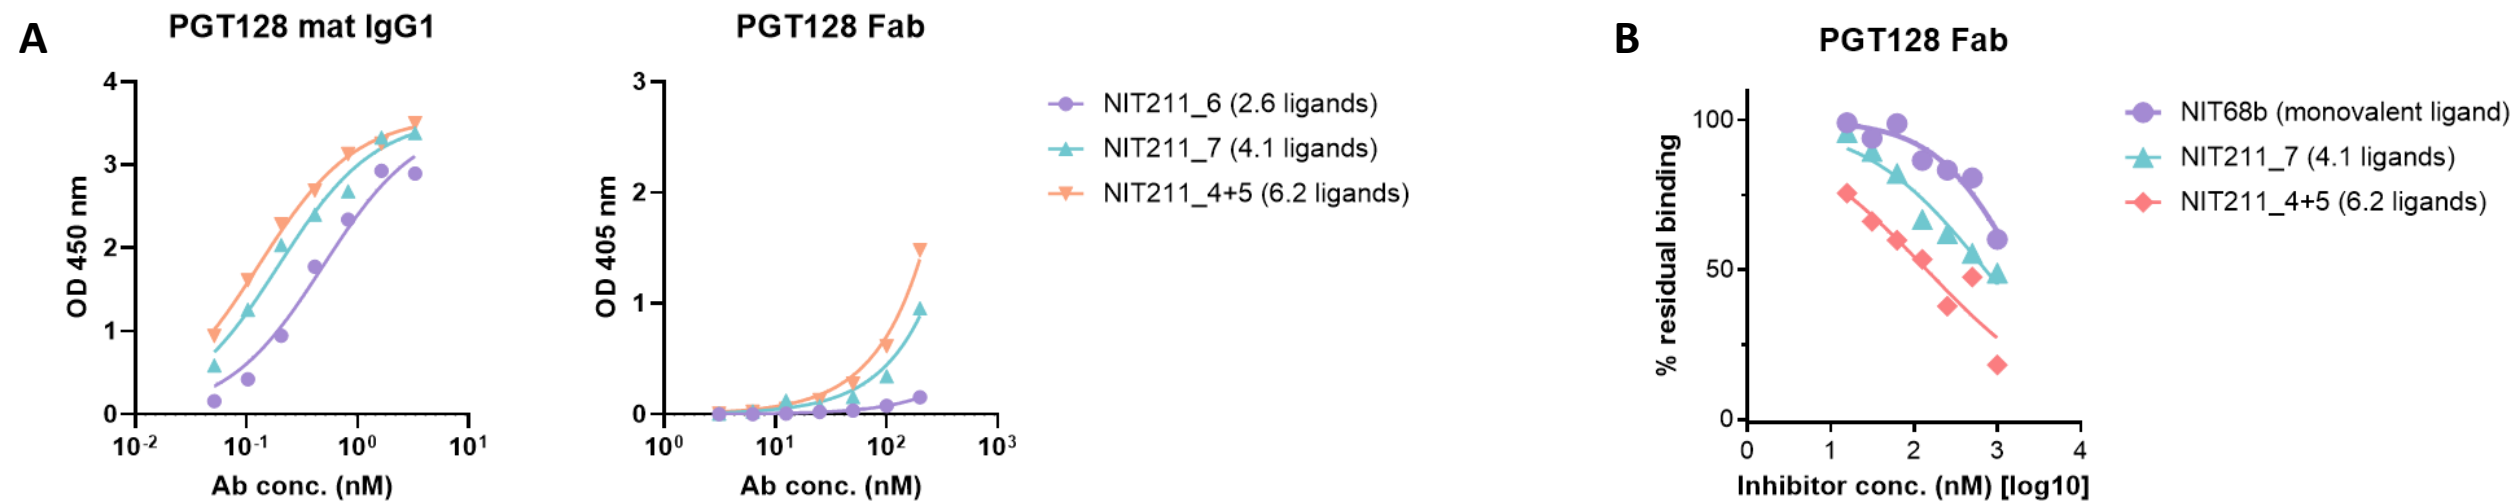 A
PGT128 mat IgG1
OD 450 nm
4
3
2
1
0
10-2
10-1
100
101
Ab conc. (nM)
PGT128 Fab
OD 405 nm
3
2
1
0
100
101
102
103
Ab conc. (nM)
NIT211_6 (2.6 ligands)
NIT211_7 (4.1 ligands)
NIT211_4+5 (6.2 ligands)
B
PGT128 Fab
% residual binding
100
50
0
0
1
2
3
4
Inhibitor conc. (nM) [log10]
NIT68b (monovalent ligand)
NIT211_7 (4.1 ligands)
NIT211_4+5 (6.2 ligands)